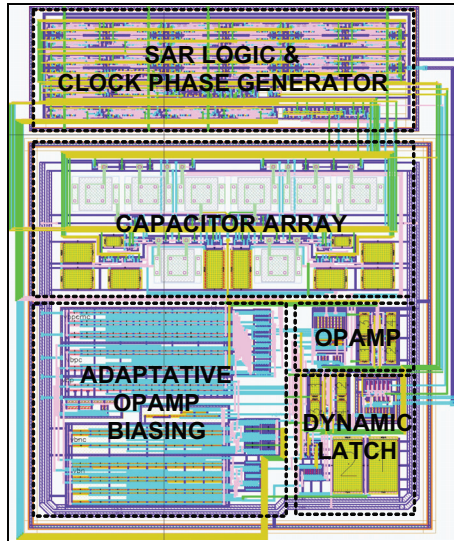 SAR LOGIC &
CLOCK PHASE GENERATOR
CAPACITOR ARRAY
OPAMP
ADAPTATIVE
OPAMP
BIASING
DYNAMIC
LATCH